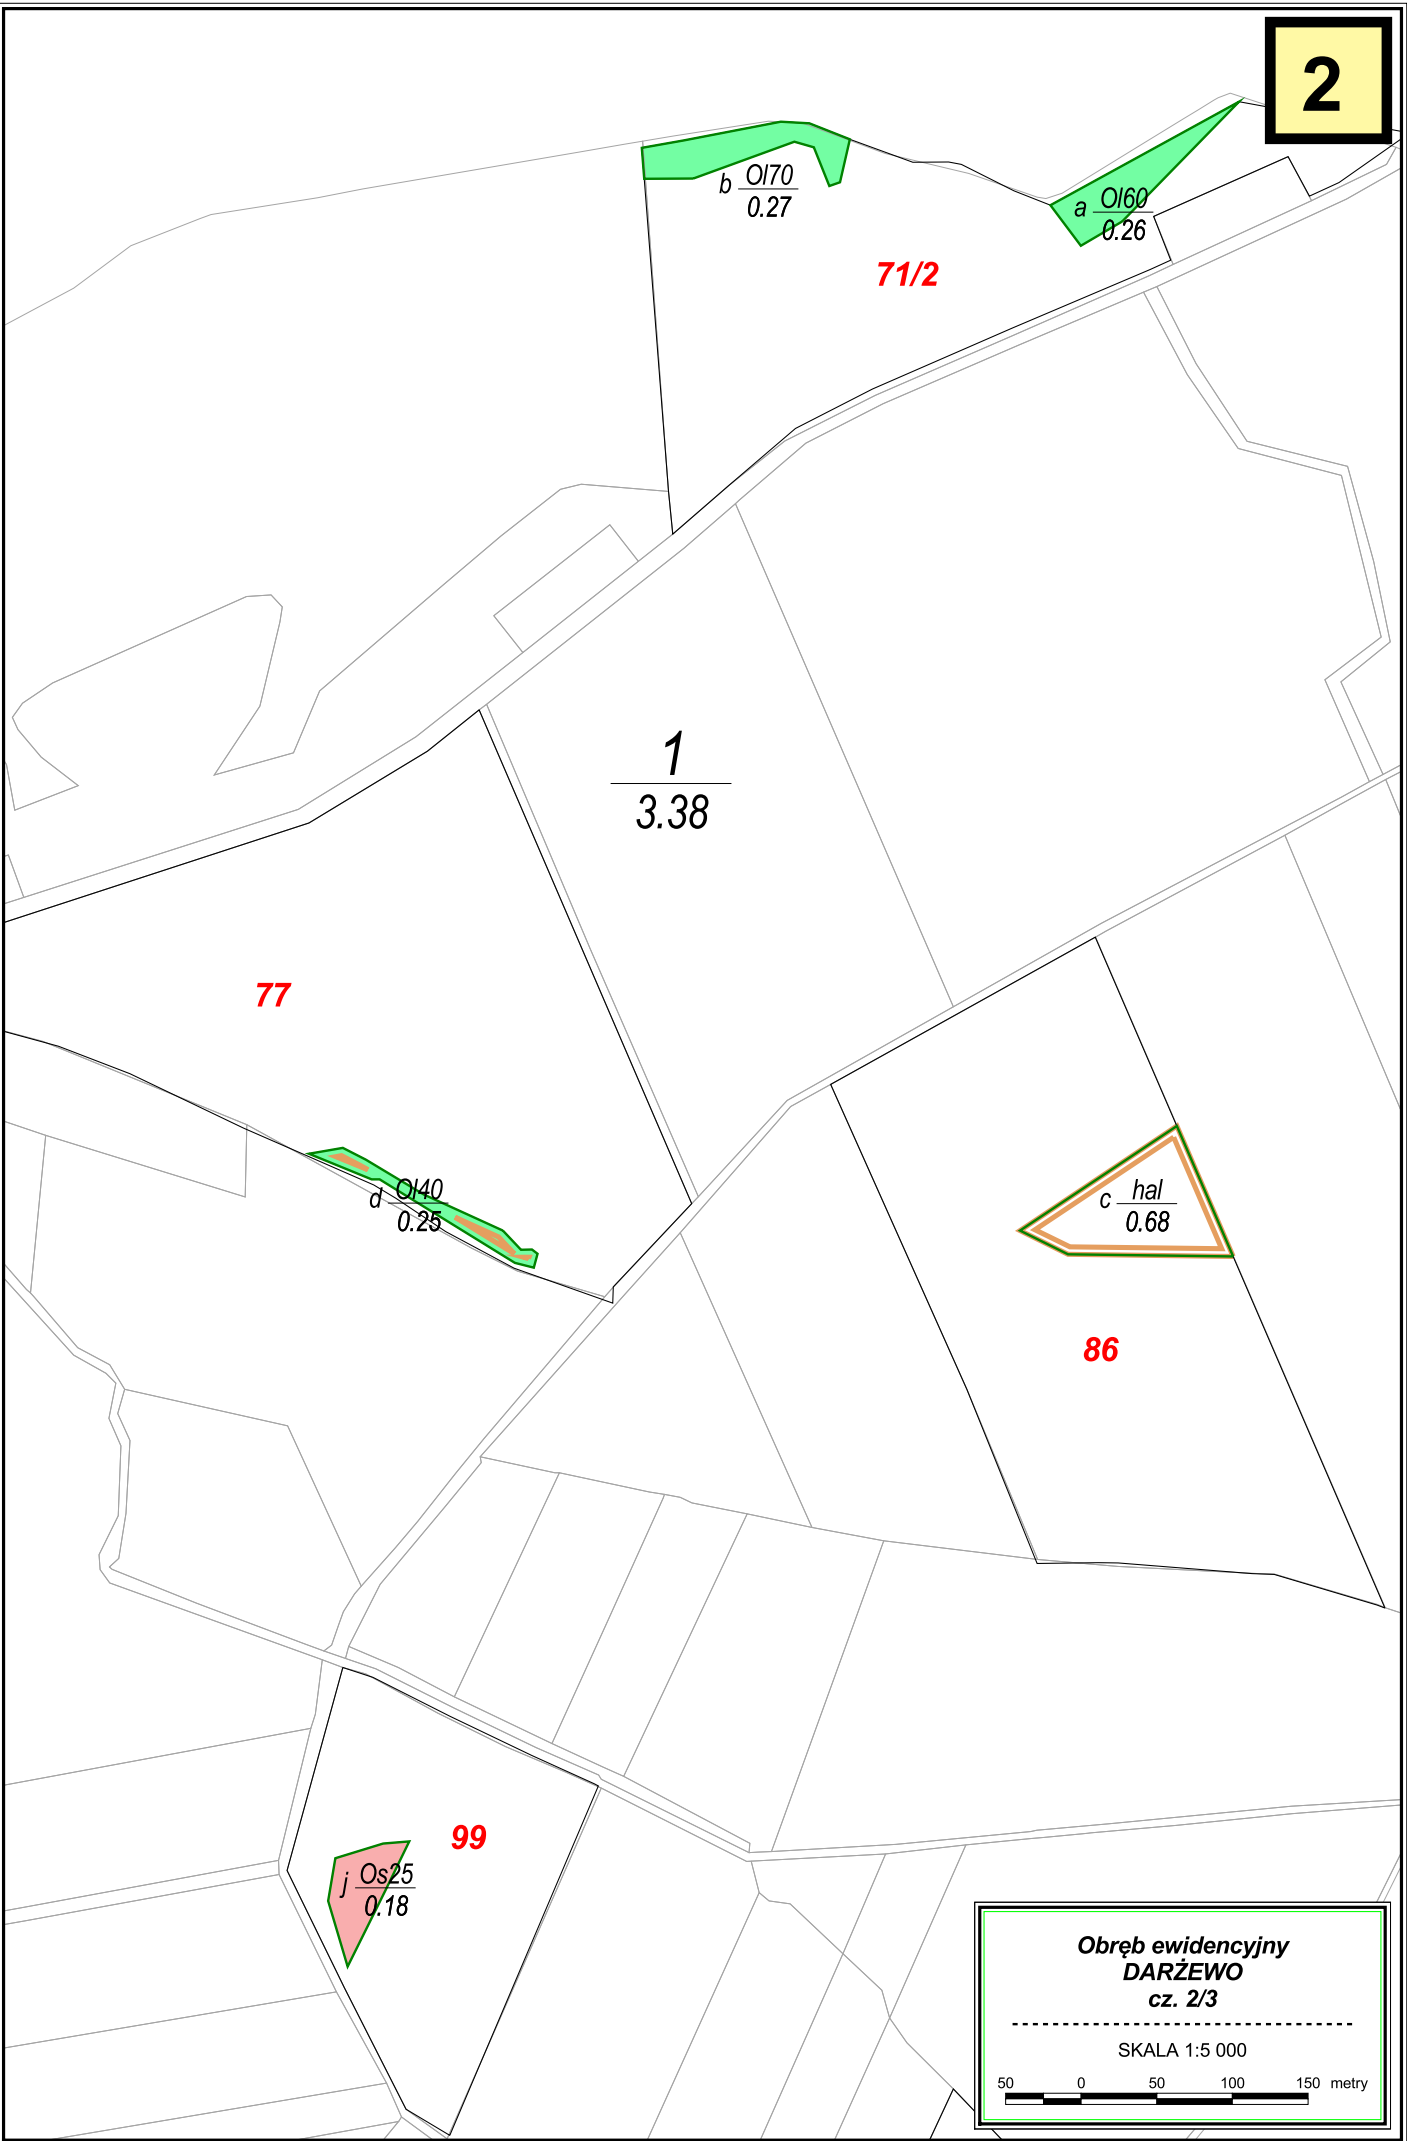 2
b Ol70
0.27
a Ol60
0.26
71/2
1
3.38
77
d Ol40
0.25
c hal
0.68
86
99
j Os25
0.18
Obręb ewidencyjny
DARŻEWO
cz. 2/3
SKALA 1:5 000
50 0 50 100 150 metry